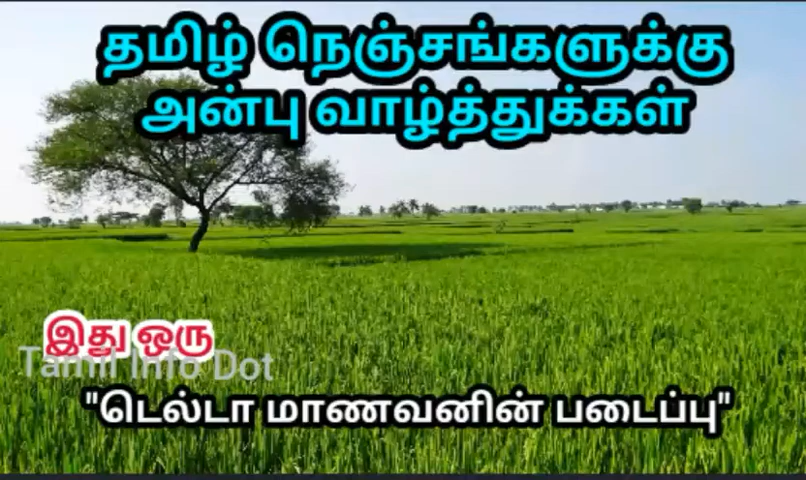 தமிழ் நெஞ்சங்களுக்கு
அன்பு வாழ்த்துக்கள்
இது ஒரு
Tamil Info Dot
"டெல்டா மாணவனின் படைப்பு"